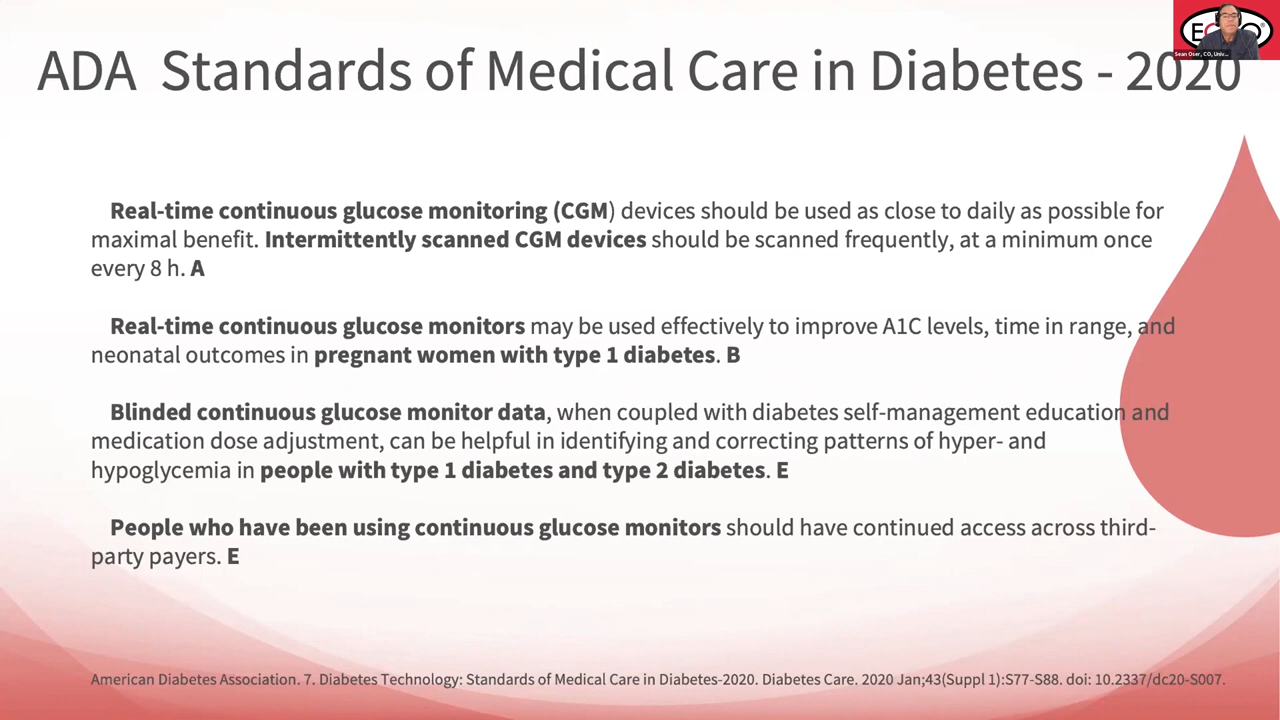 ADA Standards of Medical Care in Diabetes - 2020
Sean Oser, CO, Univ...
Real-time continuous glucose monitoring (CGM) devices should be used as close to daily as possible for
maximal benefit. Intermittently scanned CGM devices should be scanned frequently, at a minimum once
every 8 h. A
Real-time continuous glucose monitors may be used effectively to improve A1C levels, time in range, and
neonatal outcomes in pregnant women with type 1 diabetes. B
Blinded continuous glucose monitor data, when coupled with diabetes self-management education and
medication dose adjustment, can be helpful in identifying and correcting patterns of hyper- and
hypoglycemia in people with type 1 diabetes and type 2 diabetes. E
People who have been using continuous glucose monitors should have continued access across third-
party payers. E
American Diabetes Association. 7. Diabetes Technology: Standards of Medical Care in Diabetes-2020. Diabetes Care. 2020 Jan;43(Suppl 1):S77-S88. doi: 10.2337/dc20-S007.